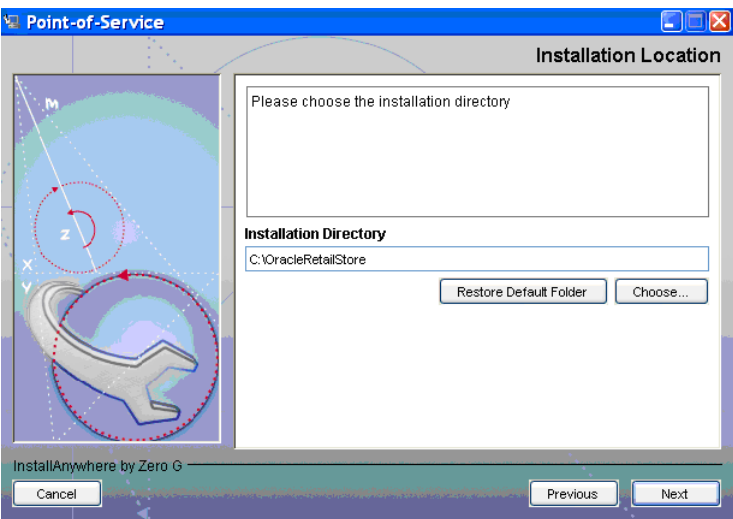 Point-of-Service
Installation Location
M
Z
X
Y
Please choose the installation directory
Installation Directory
C:\OracleRetailStore
Restore Default Folder
Choose...
InstallAnywhere by Zero G
Cancel
Previous
Next